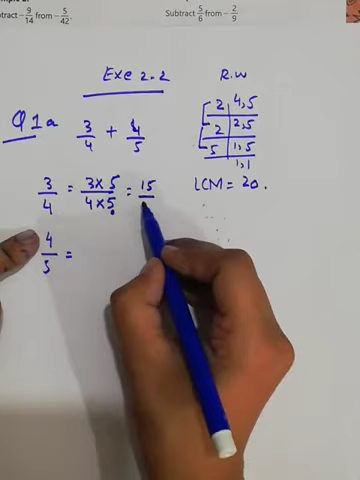 tract - 9/14 from - 5/42.
Subtract 5/6 from - 2/9
Exe 2.2
R.W
Q1a 3/4 + 4/5
2 | 4,5
2 | 2,5
5 | 1,5
1,1
3/4 = 3×5/4×5 = 15/
LCM = 20.
4/5 =